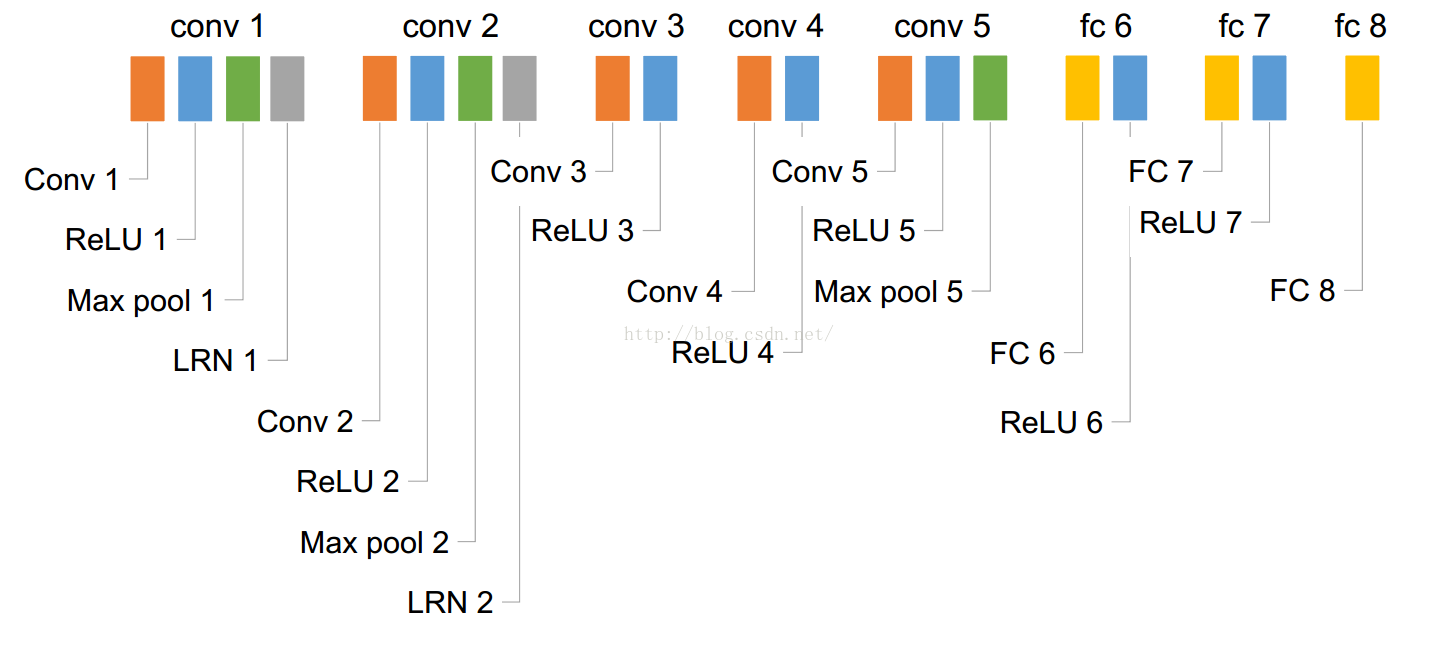 conv 1 conv 2 conv 3 conv 4 conv 5 fc 6 fc 7 fc 8
Conv 1
ReLU 1
Max pool 1
LRN 1
Conv 2
ReLU 2
Max pool 2
LRN 2
Conv 3
ReLU 3
Conv 4
ReLU 4
Conv 5
ReLU 5
Max pool 5
FC 6
ReLU 6
FC 7
ReLU 7
FC 8
http://blog.csdn.net/